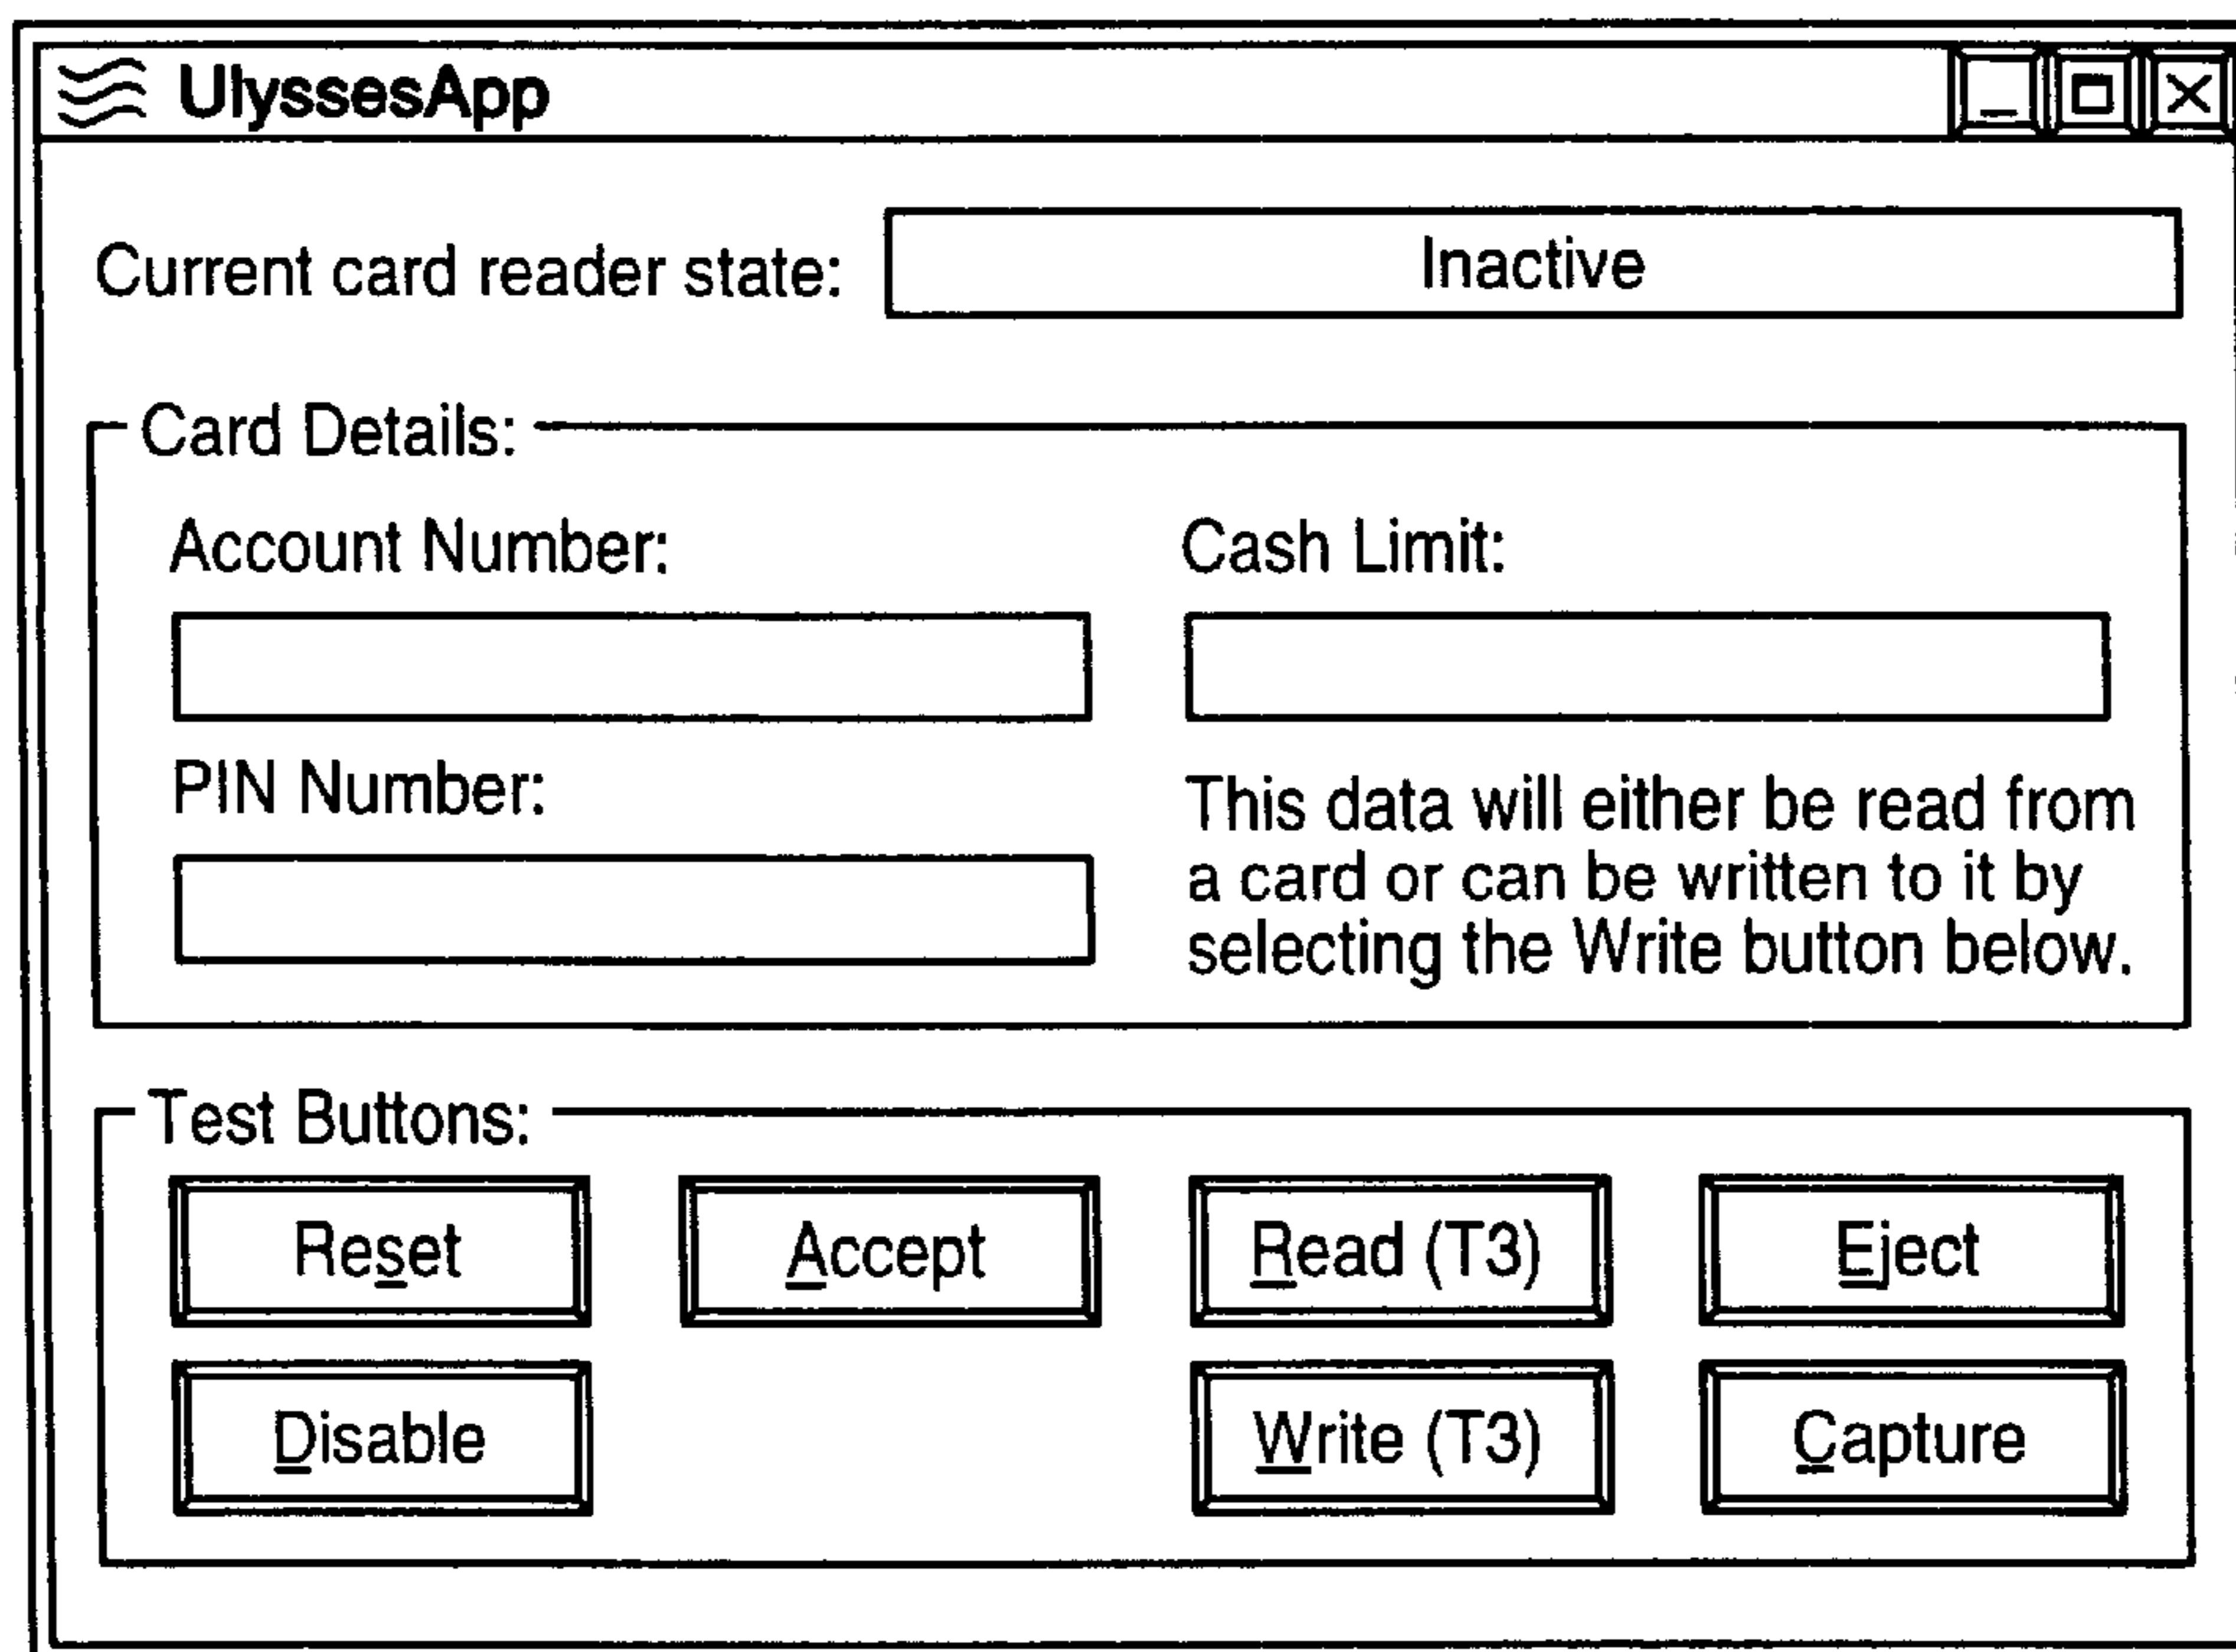 UlyssesApp
Current card reader state: Inactive
Card Details:
Account Number: Cash Limit:
PIN Number:
This data will either be read from
a card or can be written to it by
selecting the Write button below.
Test Buttons:
Reset Accept Read (T3) Eject
Disable Write (T3) Capture